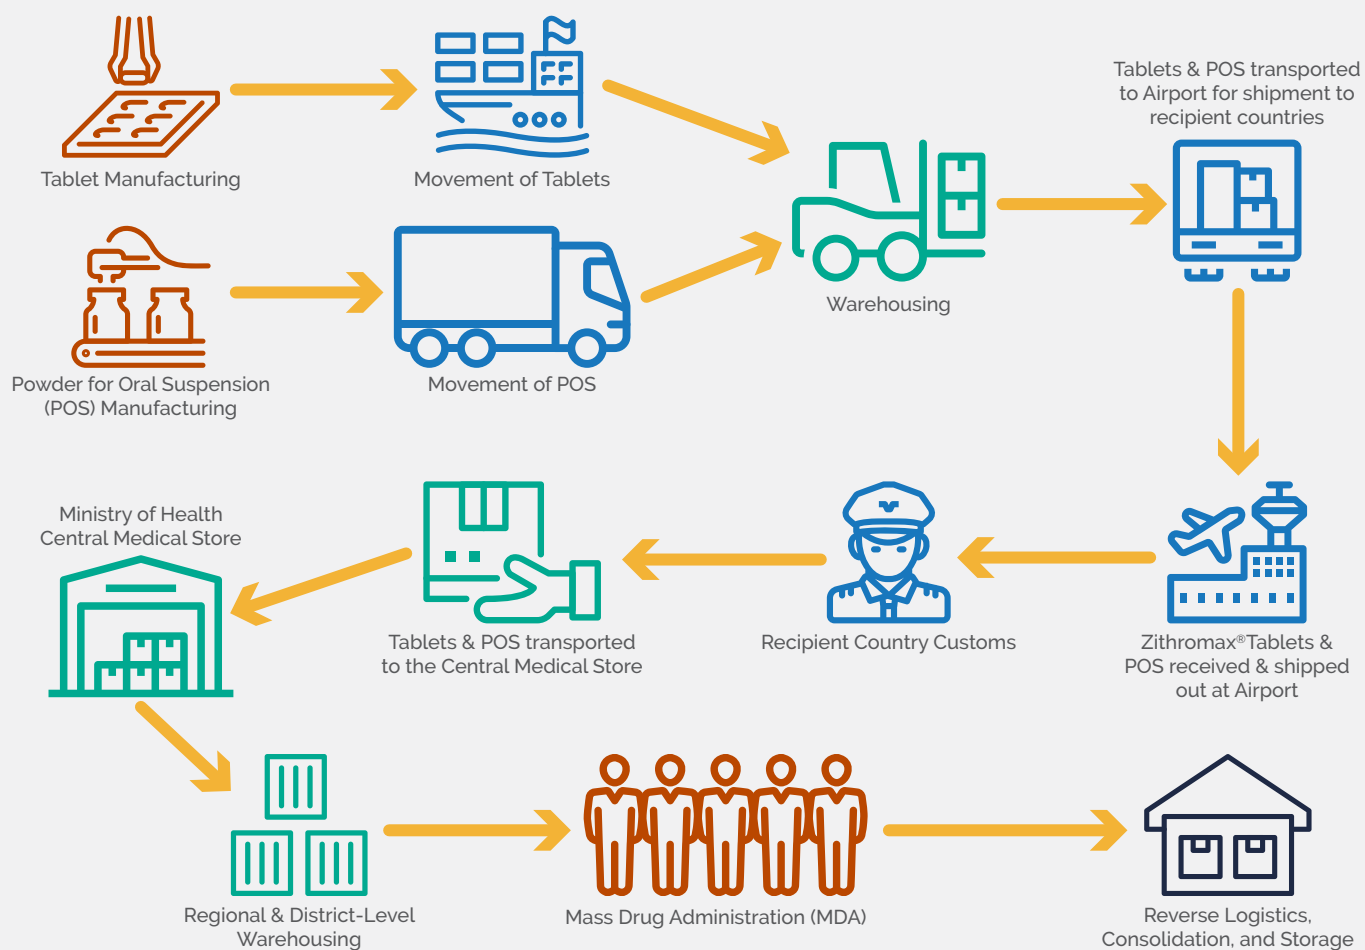 Tablets & POS transported
to Airport for shipment to
recipient countries
Tablet Manufacturing
Movement of Tablets
Warehousing
Powder for Oral Suspension
(POS) Manufacturing
Movement of POS
Ministry of Health
Central Medical Store
Tablets & POS transported
to the Central Medical Store
Recipient Country Customs
Zithromax® Tablets &
POS received & shipped
out at Airport
Regional & District-Level
Warehousing
Mass Drug Administration (MDA)
Reverse Logistics,
Consolidation, and Storage